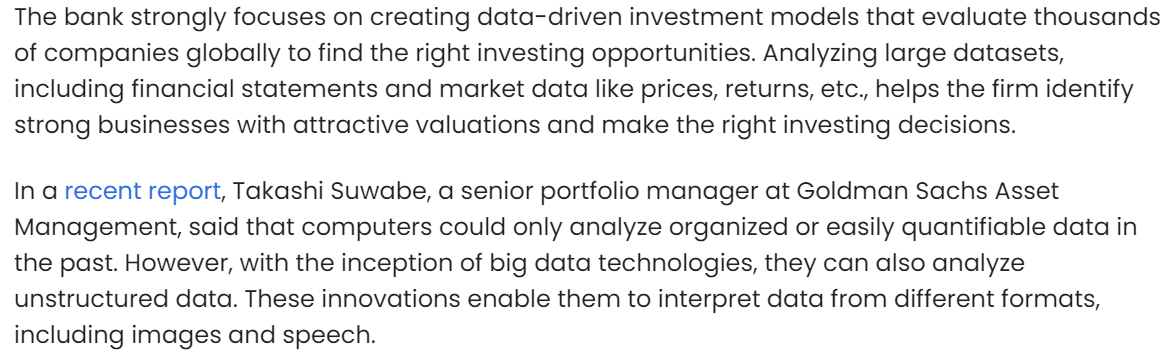 The bank strongly focuses on creating data-driven investment models that evaluate thousands
of companies globally to find the right investing opportunities. Analyzing large datasets,
including financial statements and market data like prices, returns, etc., helps the firm identify
strong businesses with attractive valuations and make the right investing decisions.
In a recent report, Takashi Suwabe, a senior portfolio manager at Goldman Sachs Asset
Management, said that computers could only analyze organized or easily quantifiable data in
the past. However, with the inception of big data technologies, they can also analyze
unstructured data. These innovations enable them to interpret data from different formats,
including images and speech.